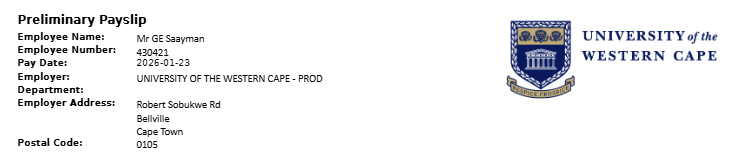 Preliminary Payslip
Employee Name: Mr GE Saayman
Employee Number: 430421
Pay Date: 2026-01-23
Employer: UNIVERSITY OF THE WESTERN CAPE - PROD
Department:
Employer Address: Robert Sobukwe Rd
Bellville
Cape Town
Postal Code: 0105
UNIVERSITY of the
WESTERN CAPE
RESPICE PROSPICE